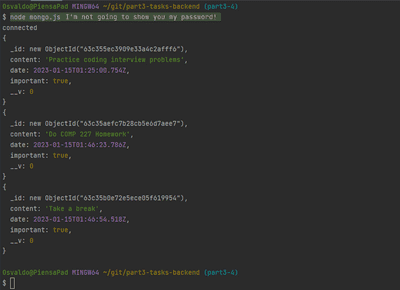 Osvaldo@PiensaPad MINGW64 ~/git/part3-tasks-backend (part3-4)
$ node mongo.js I'm not going to show you my password!
connected
{
  _id: new ObjectId("63c355ec3909e33a4c2afff6"),
  content: 'Practice coding interview problems',
  date: 2023-01-15T01:25:00.754Z,
  important: true,
  __v: 0
}
{
  _id: new ObjectId("63c35aefc7b28cb5e6d7aee7"),
  content: 'Do COMP 227 Homework',
  date: 2023-01-15T01:46:23.786Z,
  important: true,
  __v: 0
}
{
  _id: new ObjectId("63c35b0e72e5ece05f619954"),
  content: 'Take a break',
  date: 2023-01-15T01:46:54.518Z,
  important: true,
  __v: 0
}
Osvaldo@PiensaPad MINGW64 ~/git/part3-tasks-backend (part3-4)
$